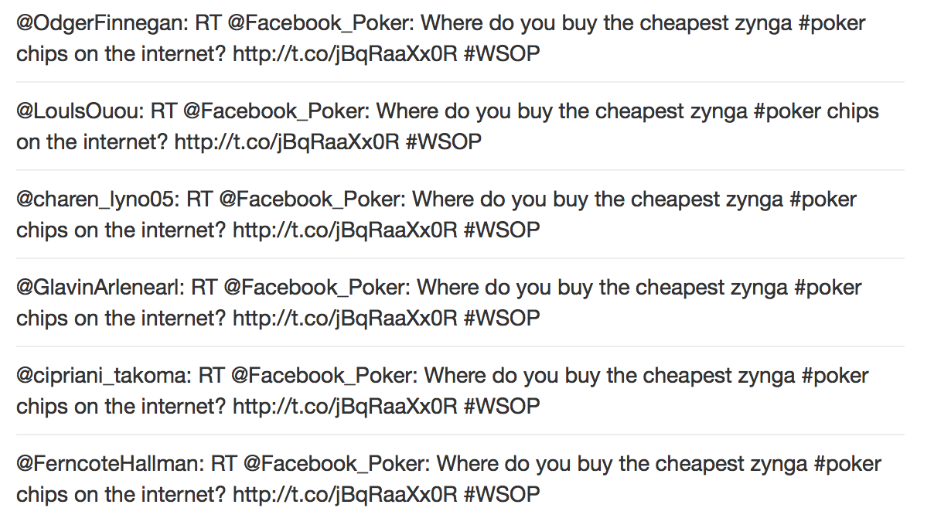 @OdgerFinnegan: RT @Facebook_Poker: Where do you buy the cheapest zynga #poker
chips on the internet? http://t.co/jBqRaaXx0R #WSOP
@LoulsOuou: RT @Facebook_Poker: Where do you buy the cheapest zynga #poker chips
on the internet? http://t.co/jBqRaaXx0R #WSOP
@charen_lyno05: RT @Facebook_Poker: Where do you buy the cheapest zynga #poker
chips on the internet? http://t.co/jBqRaaXx0R #WSOP
@GlavinArlenearl: RT @Facebook_Poker: Where do you buy the cheapest zynga #poker
chips on the internet? http://t.co/jBqRaaXx0R #WSOP
@cipriani_takoma: RT @Facebook_Poker: Where do you buy the cheapest zynga #poker
chips on the internet? http://t.co/jBqRaaXx0R #WSOP
@FerncoteHallman: RT @Facebook_Poker: Where do you buy the cheapest zynga #poker
chips on the internet? http://t.co/jBqRaaXx0R #WSOP